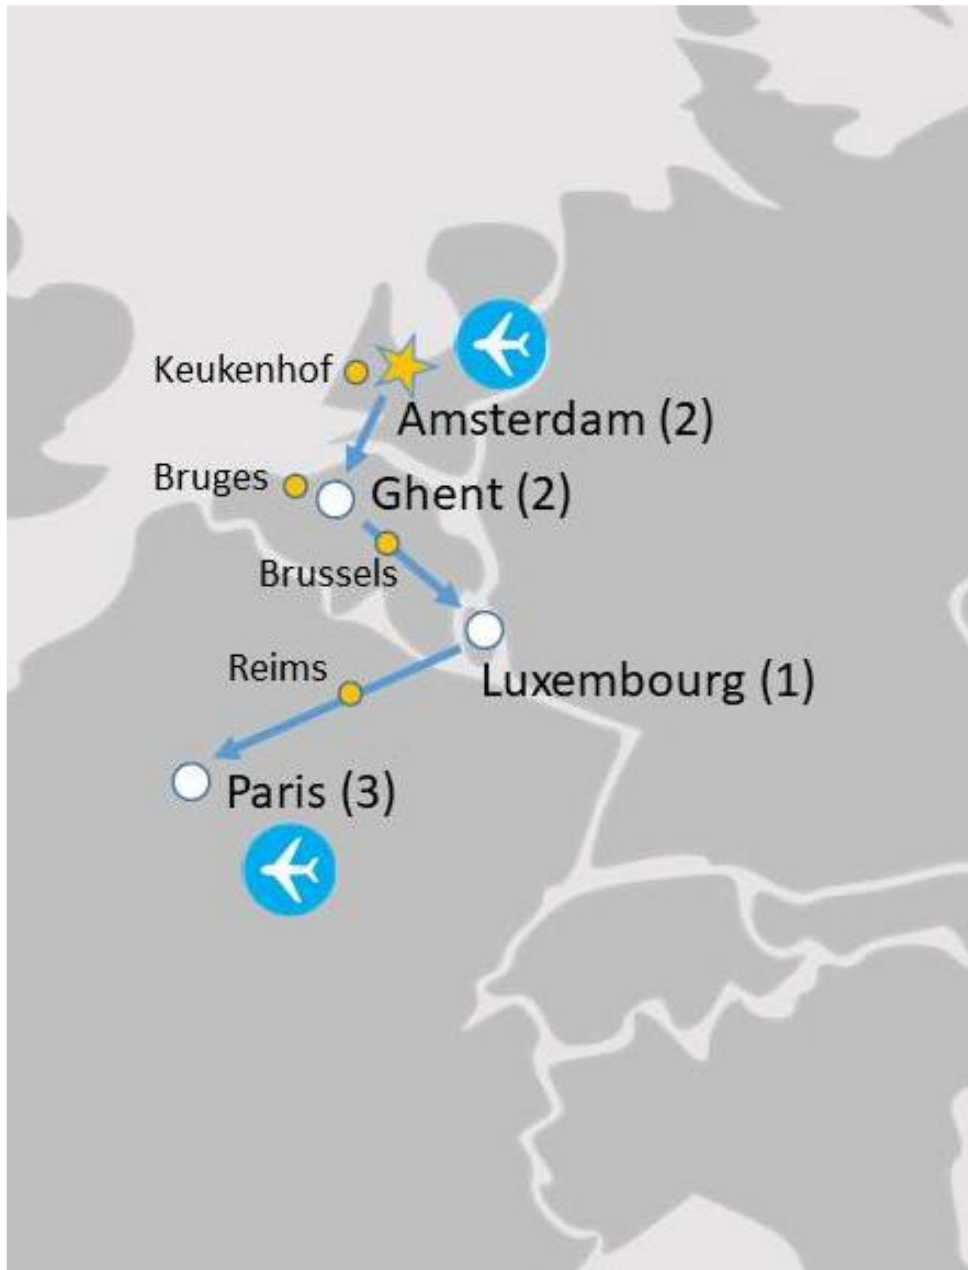 Keukenhof
Amsterdam (2)
Bruges
Ghent (2)
Brussels
Reims
Luxembourg (1)
Paris (3)